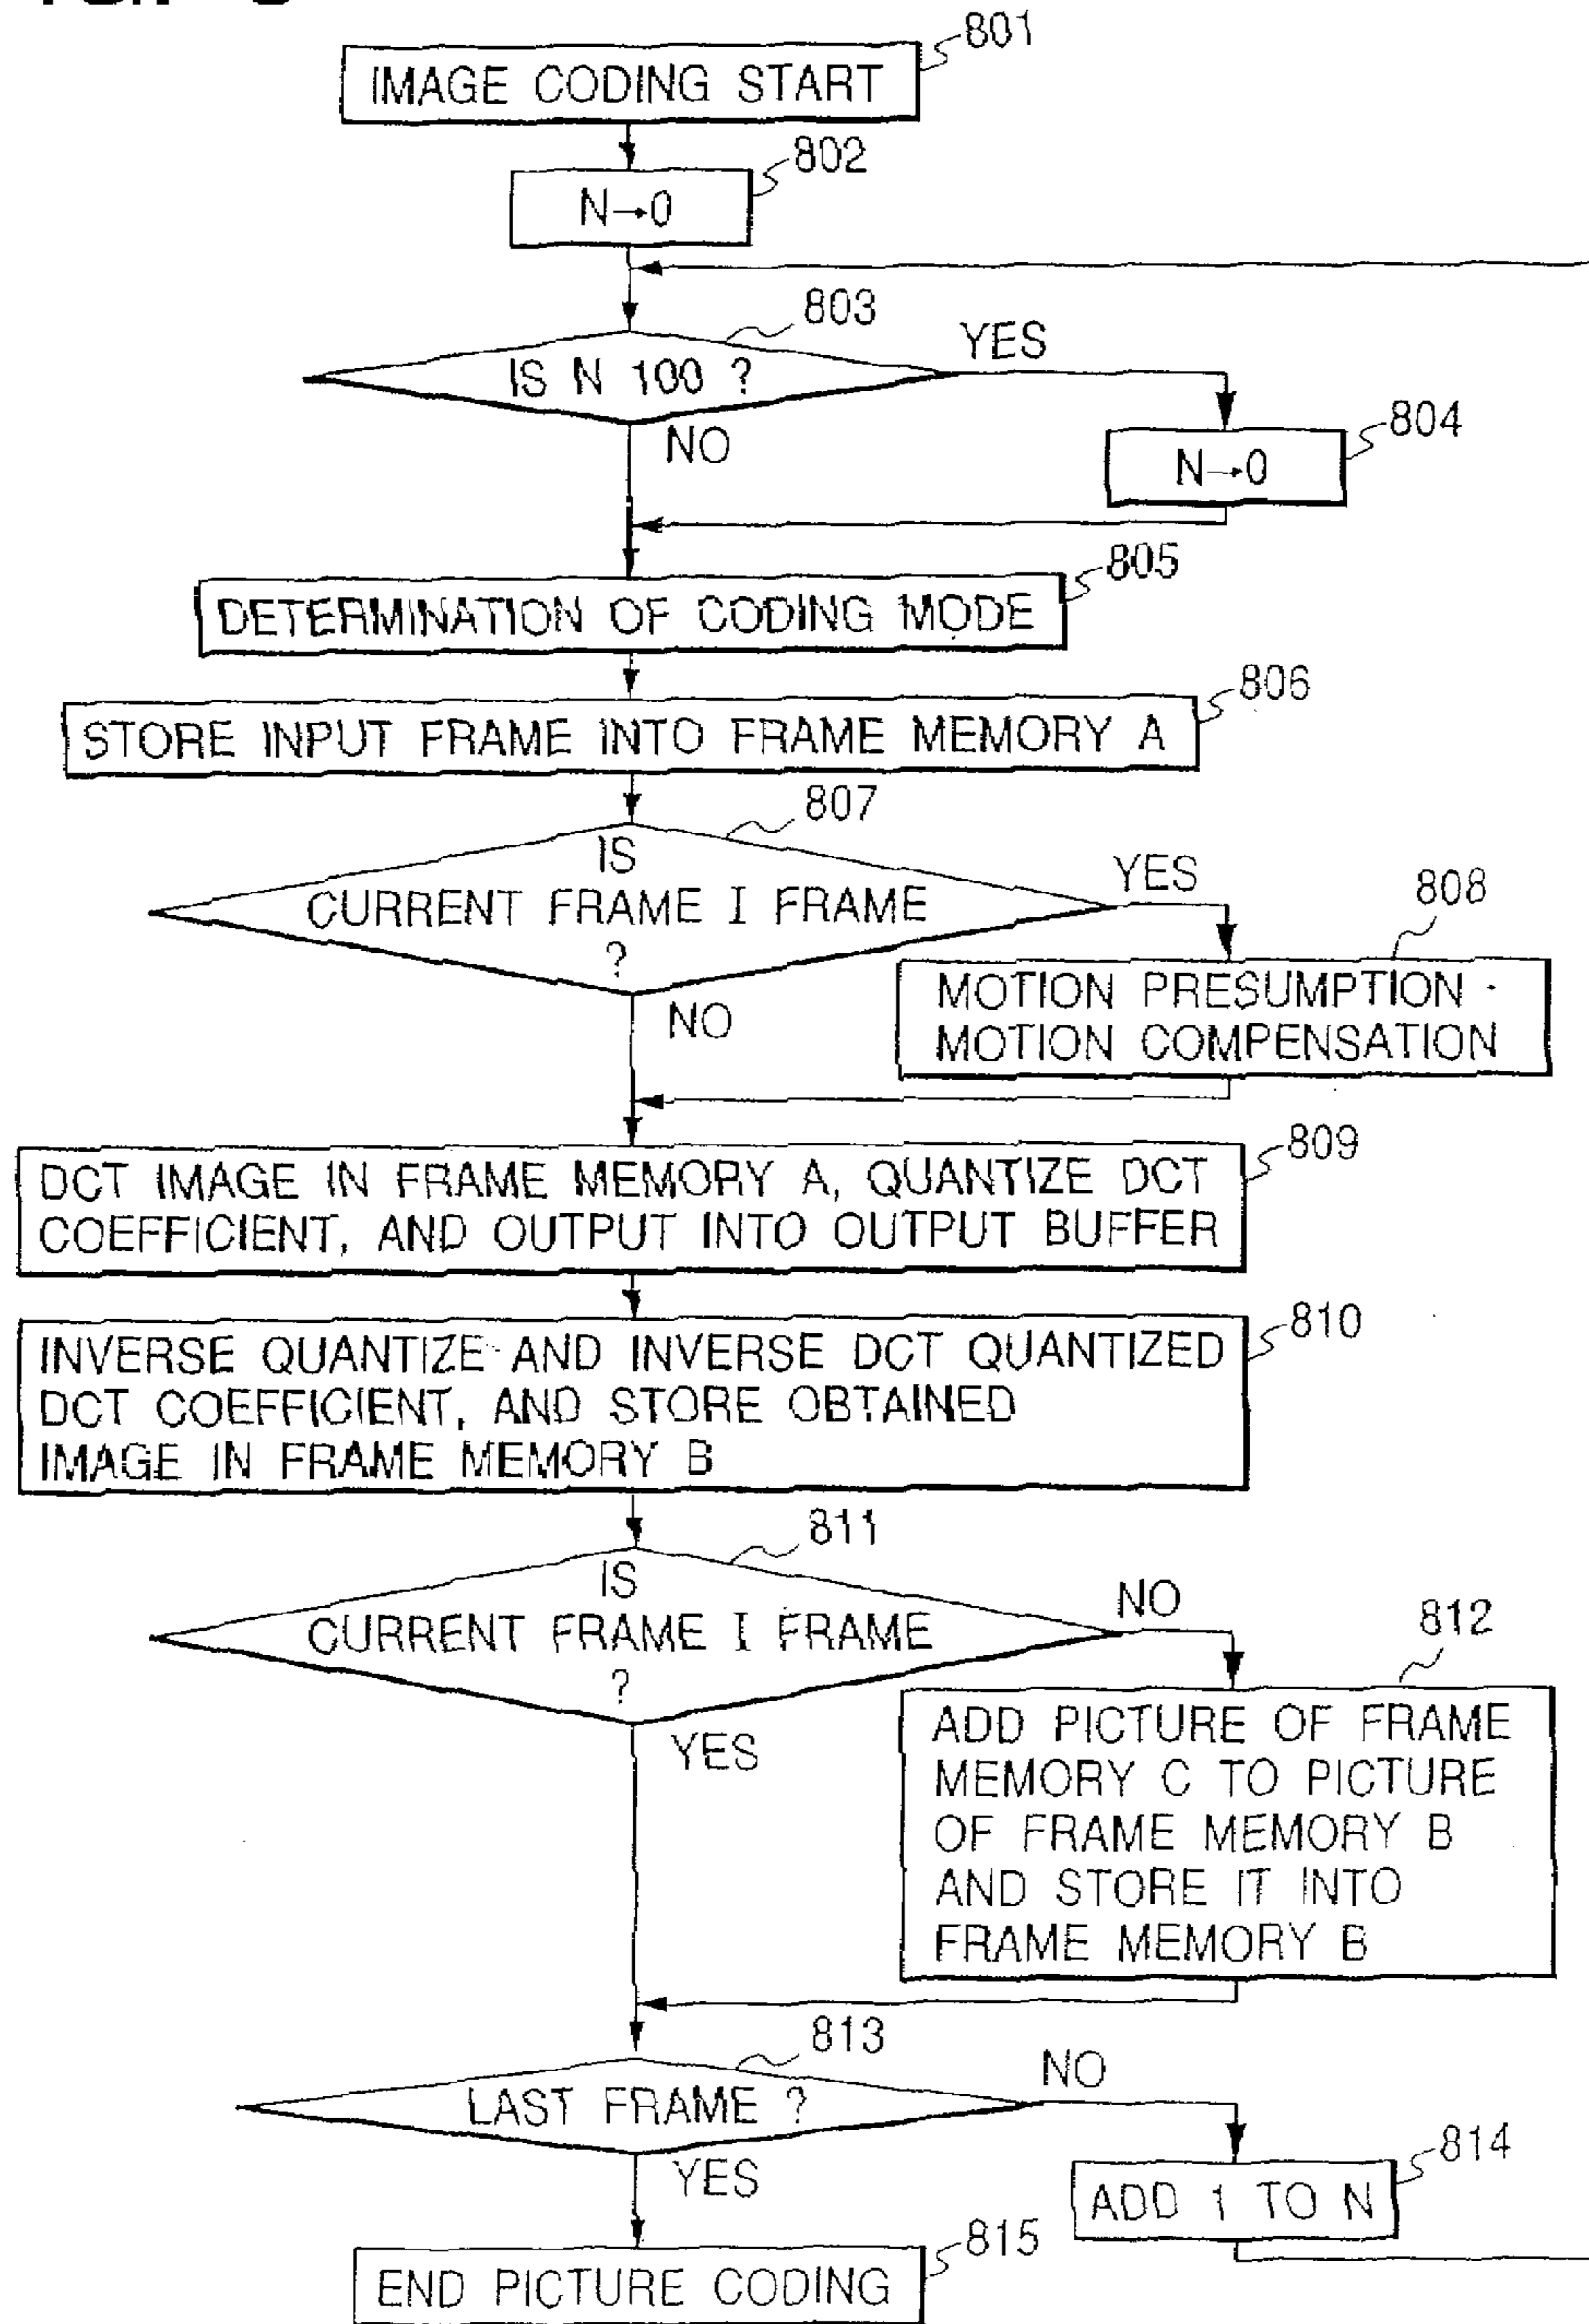 801
IMAGE CODING START
802
N→0
803
IS N 100 ?
YES
NO
804
N→0
805
DETERMINATION OF CODING MODE
806
STORE INPUT FRAME INTO FRAME MEMORY A
807
IS
CURRENT FRAME I FRAME
?
YES
NO
808
MOTION PRESUMPTION ·
MOTION COMPENSATION
809
DCT IMAGE IN FRAME MEMORY A, QUANTIZE DCT
COEFFICIENT, AND OUTPUT INTO OUTPUT BUFFER
810
INVERSE QUANTIZE AND INVERSE DCT QUANTIZED
DCT COEFFICIENT, AND STORE OBTAINED
IMAGE IN FRAME MEMORY B
811
IS
CURRENT FRAME I FRAME
?
NO
YES
812
ADD PICTURE OF FRAME
MEMORY C TO PICTURE
OF FRAME MEMORY B
AND STORE IT INTO
FRAME MEMORY B
813
LAST FRAME ?
NO
YES
814
ADD 1 TO N
815
END PICTURE CODING